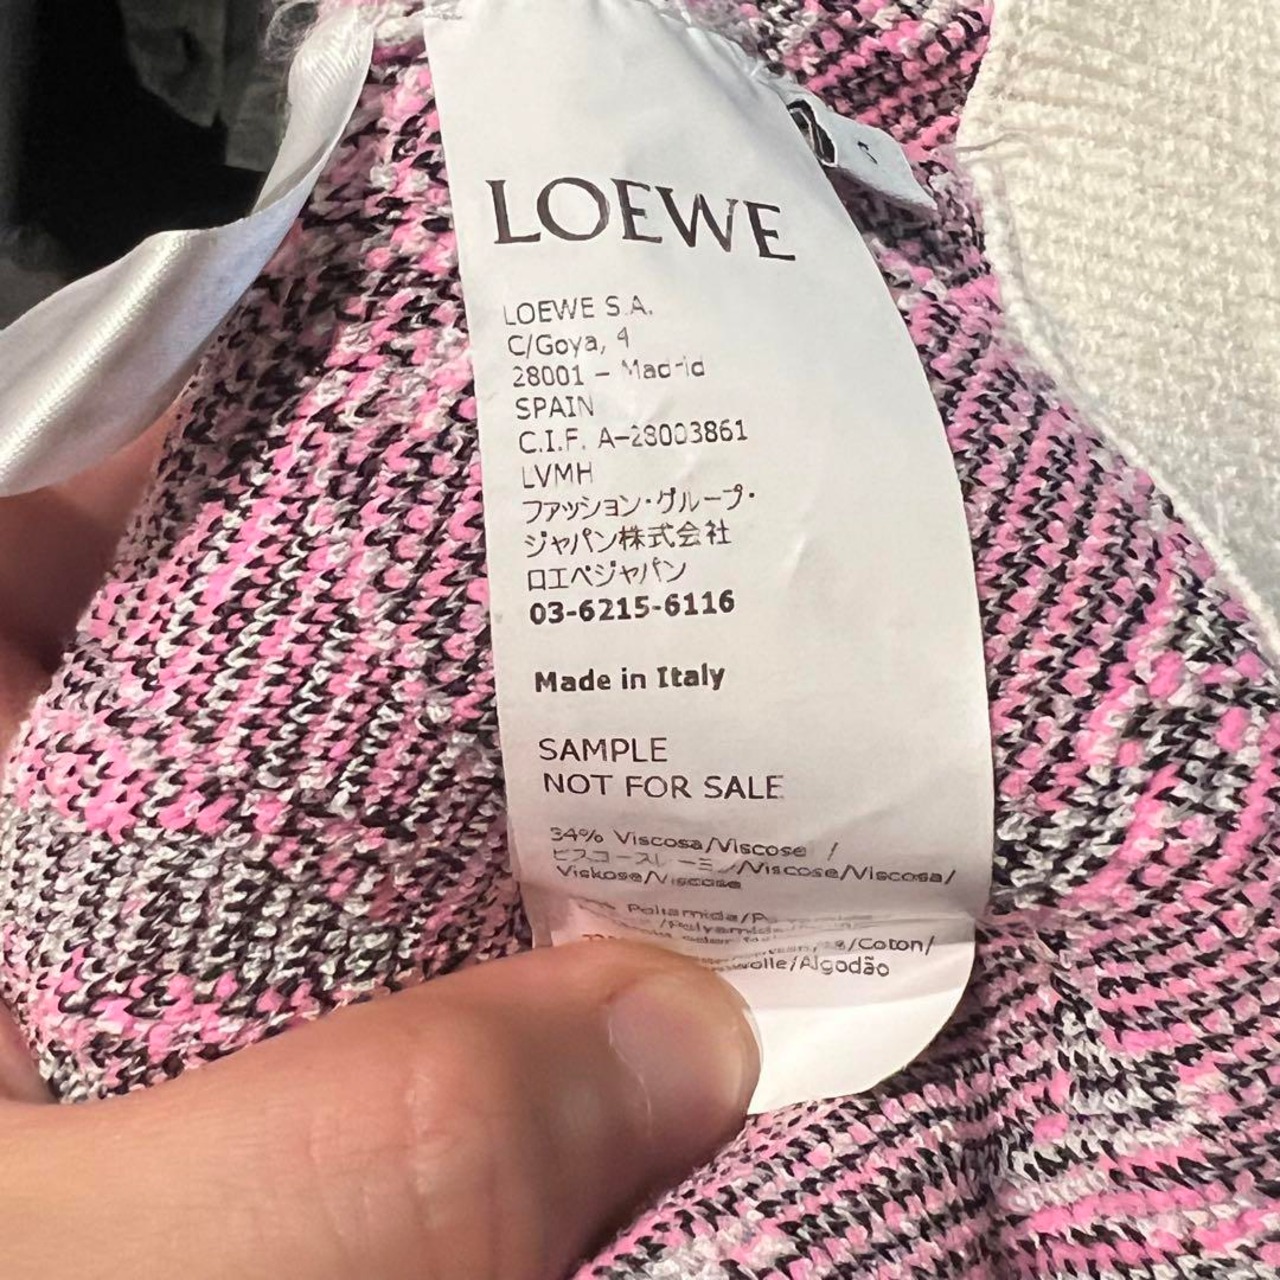 LOEWE
S
LOEWE S.A.
C/Goya, 4
28001 – Madrid
SPAIN
C.I.F. A-28003861
LVMH
ファッション・グループ・
ジャパン株式会社
ロエベジャパン
03-6215-6116
Made in Italy
SAMPLE
NOT FOR SALE
34% Viscosa/Viscose /
/Viscose/Viscosa/
Viskose/Viscose
Poliamida/
/Coton/
/Algodão